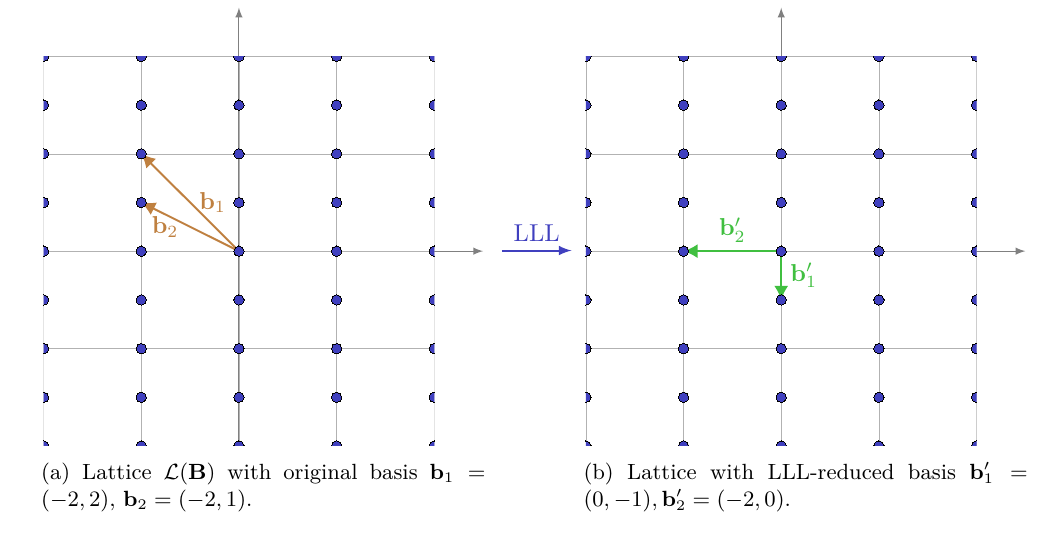 b₁
b₂
LLL
b′₂
b′₁
(a) Lattice 𝓛(B) with original basis b₁ =
(−2, 2), b₂ = (−2, 1).
(b) Lattice with LLL-reduced basis b′₁ =
(0, −1), b′₂ = (−2, 0).